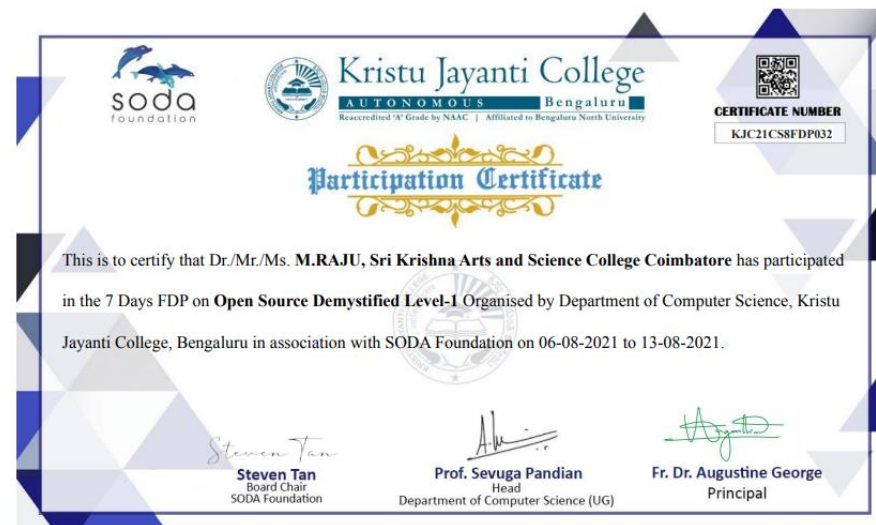 soda
foundation
Kristu Jayanti College
AUTONOMOUS Bengaluru
Reaccredited 'A' Grade by NAAC | Affiliated to Bengaluru North University
CERTIFICATE NUMBER
KJC21CS8FDP032
Participation Certificate
This is to certify that Dr./Mr./Ms. M.RAJU, Sri Krishna Arts and Science College Coimbatore has participated
in the 7 Days FDP on Open Source Demystified Level-1 Organised by Department of Computer Science, Kristu
Jayanti College, Bengaluru in association with SODA Foundation on 06-08-2021 to 13-08-2021.
Steven Tan
Steven Tan
Board Chair
SODA Foundation
Prof. Sevuga Pandian
Head
Department of Computer Science (UG)
Fr. Dr. Augustine George
Principal